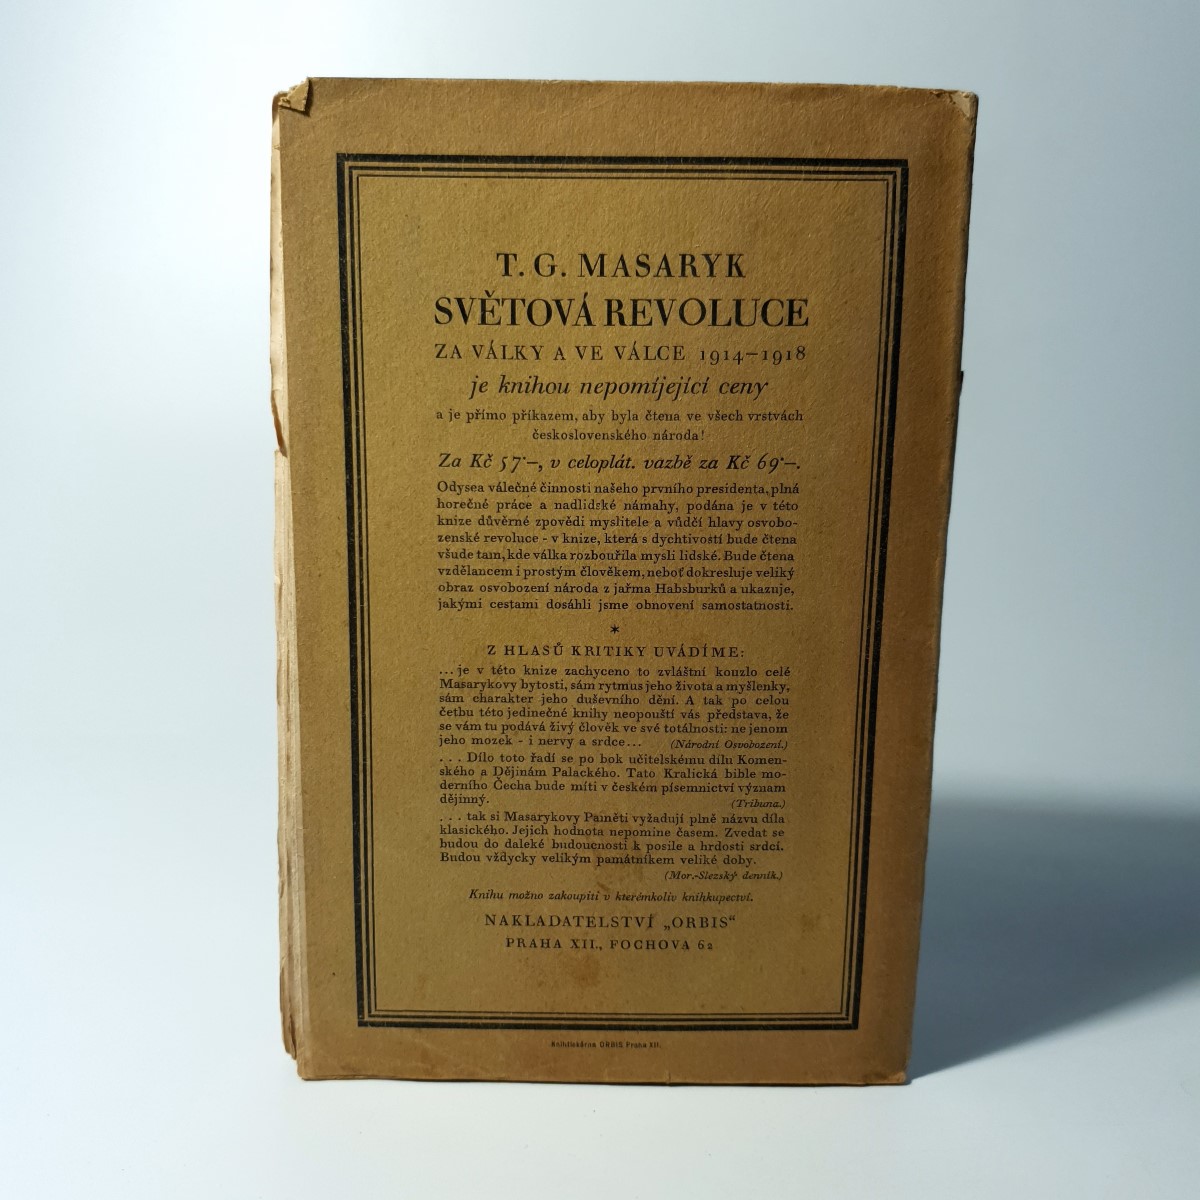 T. G. MASARYK
SVĚTOVÁ REVOLUCE
ZA VÁLKY A VE VÁLCE 1914–1918
je knihou nepomíjející ceny
a je přímo příkazem, aby byla čtena ve všech vrstvách
československého národa!
Za Kč 57·–, v celoplát. vazbě za Kč 69·–.
Odysea válečné činnosti našeho prvního presidenta, plná
horečné práce a nadlidské námahy, podána je v této
knize důvěrné zpovědi myslitele a vůdčí hlavy osvobo-
zenské revoluce - v knize, která s dychtivostí bude čtena
všude tam, kde válka rozbouřila mysli lidské. Bude čtena
vzdělancem i prostým člověkem, neboť dokresluje veliký
obraz osvobození národa z jařma Habsburků a ukazuje,
jakými cestami dosáhli jsme obnovení samostatnosti.
*
Z HLASŮ KRITIKY UVÁDÍME:
...je v této knize zachyceno to zvláštní kouzlo celé
Masarykovy bytosti, sám rytmus jeho života a myšlenky,
sám charakter jeho duševního dění. A tak po celou
četbu této jedinečné knihy neopouští vás představa, že
se vám tu podává živý člověk ve své totálnosti: ne jenom
jeho mozek - i nervy a srdce... (Národní Osvobození.)
. . . Dílo toto řadí se po bok učitelskému dílu Komen-
ského a Dějinám Palackého. Tato Kralická bible mo-
derního Čecha bude míti v českém písemnictví význam
dějinný. (Tribuna.)
. . . tak si Masarykovy Paměti vyžadují plně názvu díla
klasického. Jejich hodnota nepomine časem. Zvedat se
budou do daleké budoucnosti k posile a hrdosti srdcí.
Budou vždycky velikým památníkem veliké doby.
(Mor.-Slezský denník.)
Knihu možno zakoupiti v kterémkoliv knihkupectví.
NAKLADATELSTVÍ „ORBIS“
PRAHA XII., FOCHOVA 62
Knihtiskárna ORBIS Praha XII.